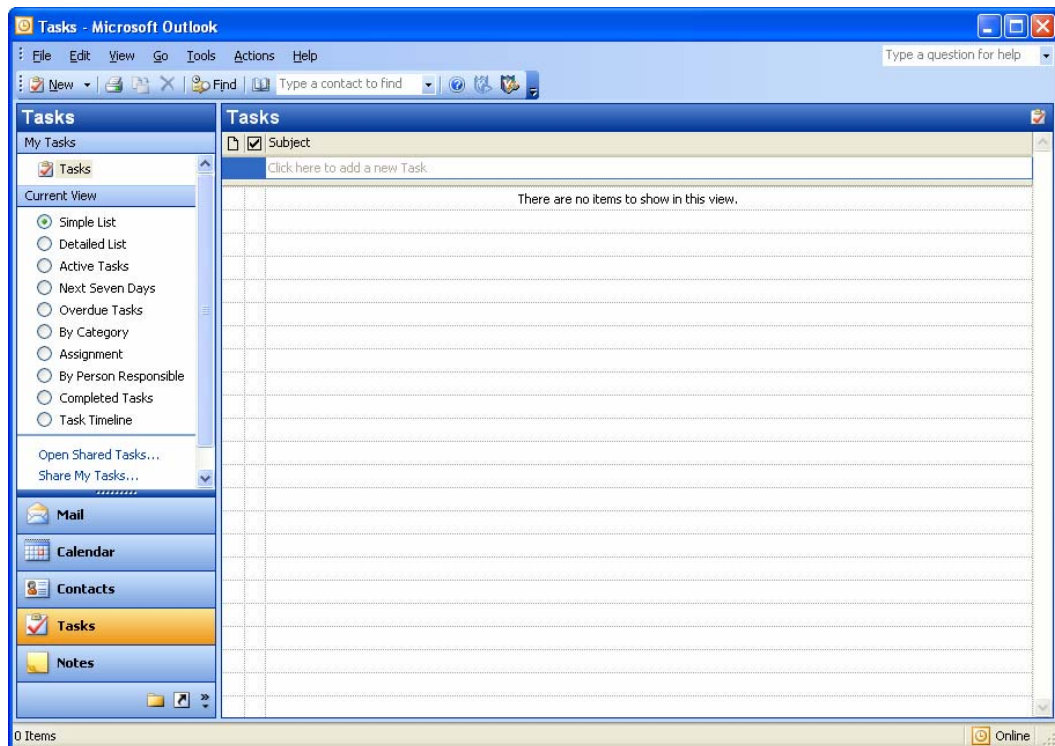 Tasks - Microsoft Outlook
File Edit View Go Tools Actions Help Type a question for help
New Find Type a contact to find
Tasks
My Tasks
Tasks
Current View
Simple List
Detailed List
Active Tasks
Next Seven Days
Overdue Tasks
By Category
Assignment
By Person Responsible
Completed Tasks
Task Timeline
Open Shared Tasks...
Share My Tasks...
Mail
Calendar
Contacts
Tasks
Notes
Tasks
Subject
Click here to add a new Task
There are no items to show in this view.
0 Items Online